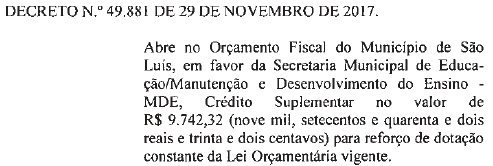 DECRETO N.º 49.881 DE 29 DE NOVEMBRO DE 2017.
Abre no Orçamento Fiscal do Município de São
Luís, em favor da Secretaria Municipal de Educa-
ção/Manutenção e Desenvolvimento do Ensino -
MDE, Crédito Suplementar no valor de
R$ 9.742,32 (nove mil, setecentos e quarenta e dois
reais e trinta e dois centavos) para reforço de dotação
constante da Lei Orçamentária vigente.